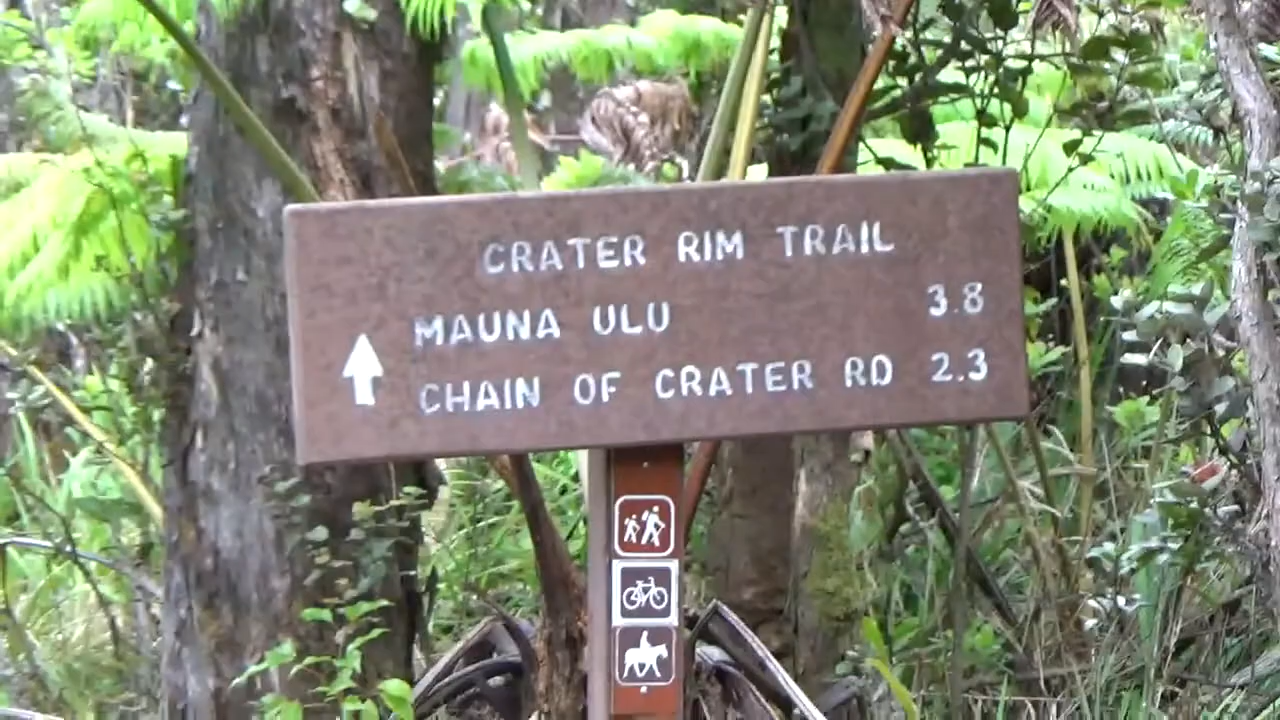 CRATER RIM TRAIL
MAUNA ULU 3.8
CHAIN OF CRATER RD 2.3